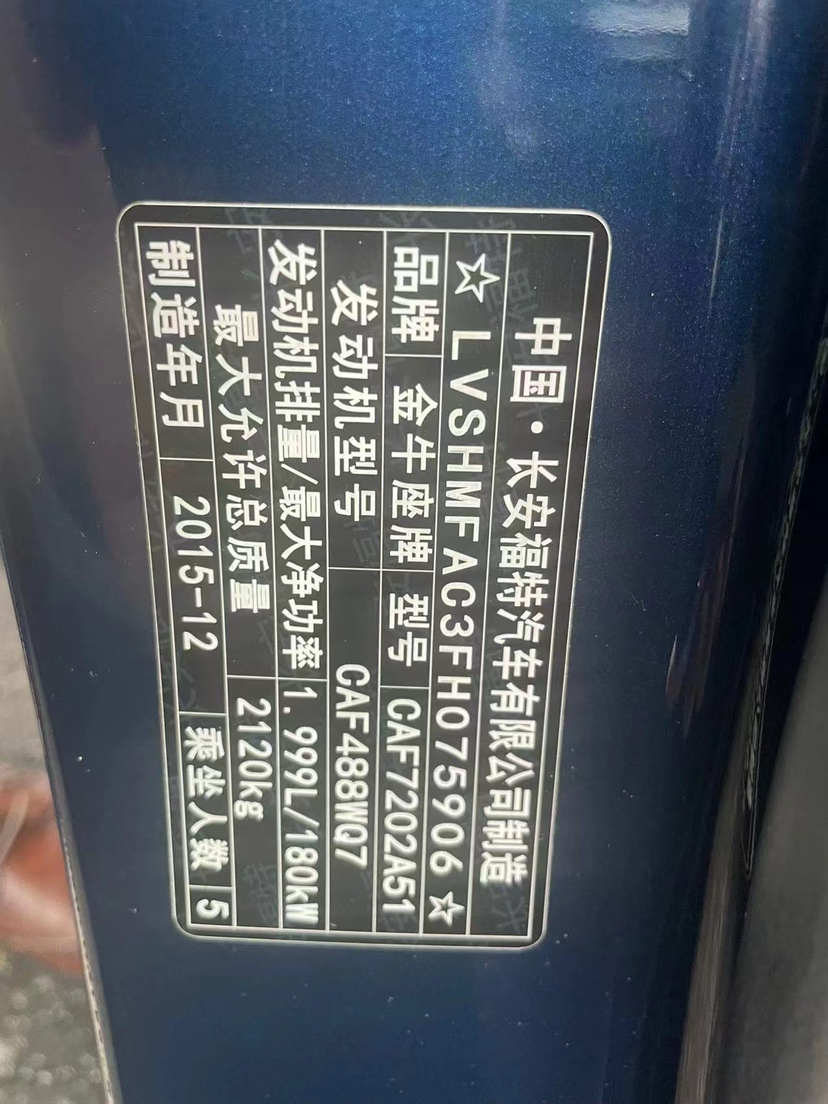 中国·长安福特汽车有限公司制造
☆ LVSHMFAC3FH075906 ☆
品牌 金牛座牌 型号 CAF7202A51
发动机型号 CAF488WQ7
发动机排量/最大净功率 1.999L/180kW
最大允许总质量 2120kg
制造年月 2015-12 乘坐人数 5